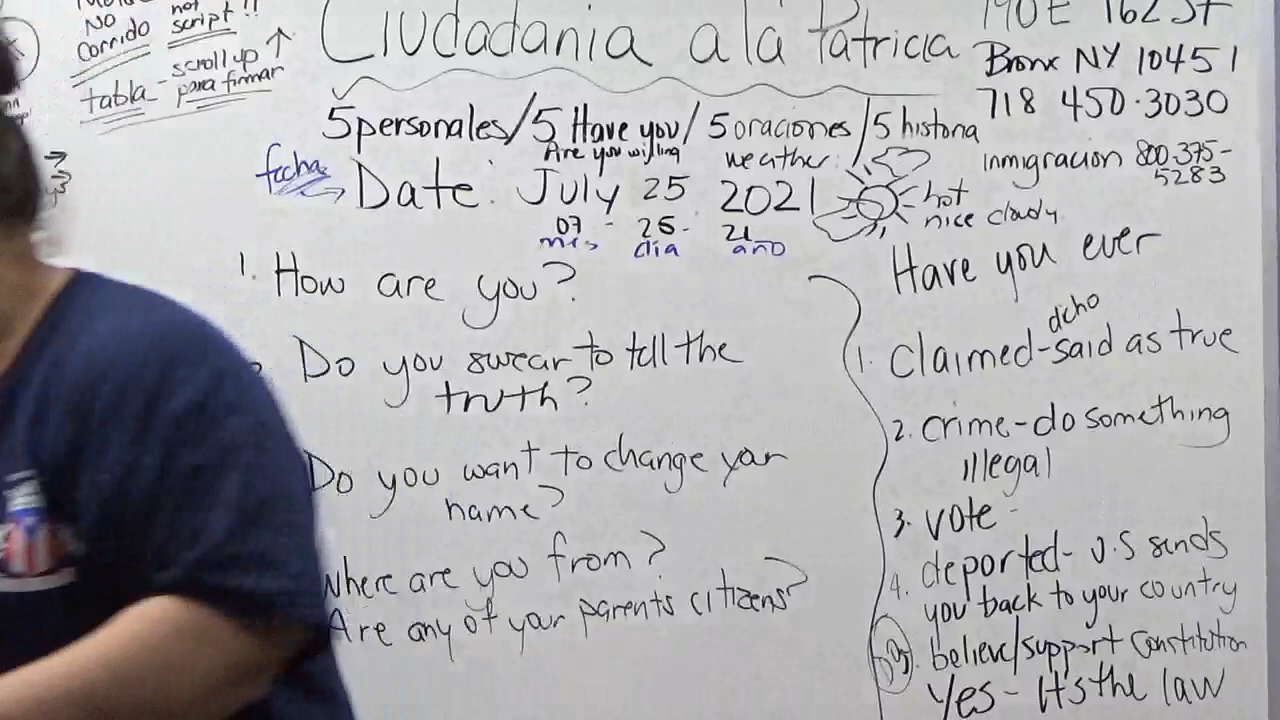 NO not
Corrido script!!
tabla - scroll up ↑
para firmar
Ciudadania a la Patricia
190 E 162 St
Bronx NY 10451
718 450.3030
5 personales/5 Have you/5 oraciones/5 historia
Are you willing
weather:
inmigracion 800.375-
5283
fecha
Date: July 25 2021
hot
nice cloudy
07 - 25 - 21
mes dia año
1. How are you?
Do you swear to tell the
truth?
Do you want to change your
name?
Where are you from?
Are any of your parents citizens?
Have you ever
dicho
1. Claimed-said as true
2. crime-do something
illegal
3. vote -
4. deported- U.S sends
you back to your country
believe/support Constitution
Yes - It's the law